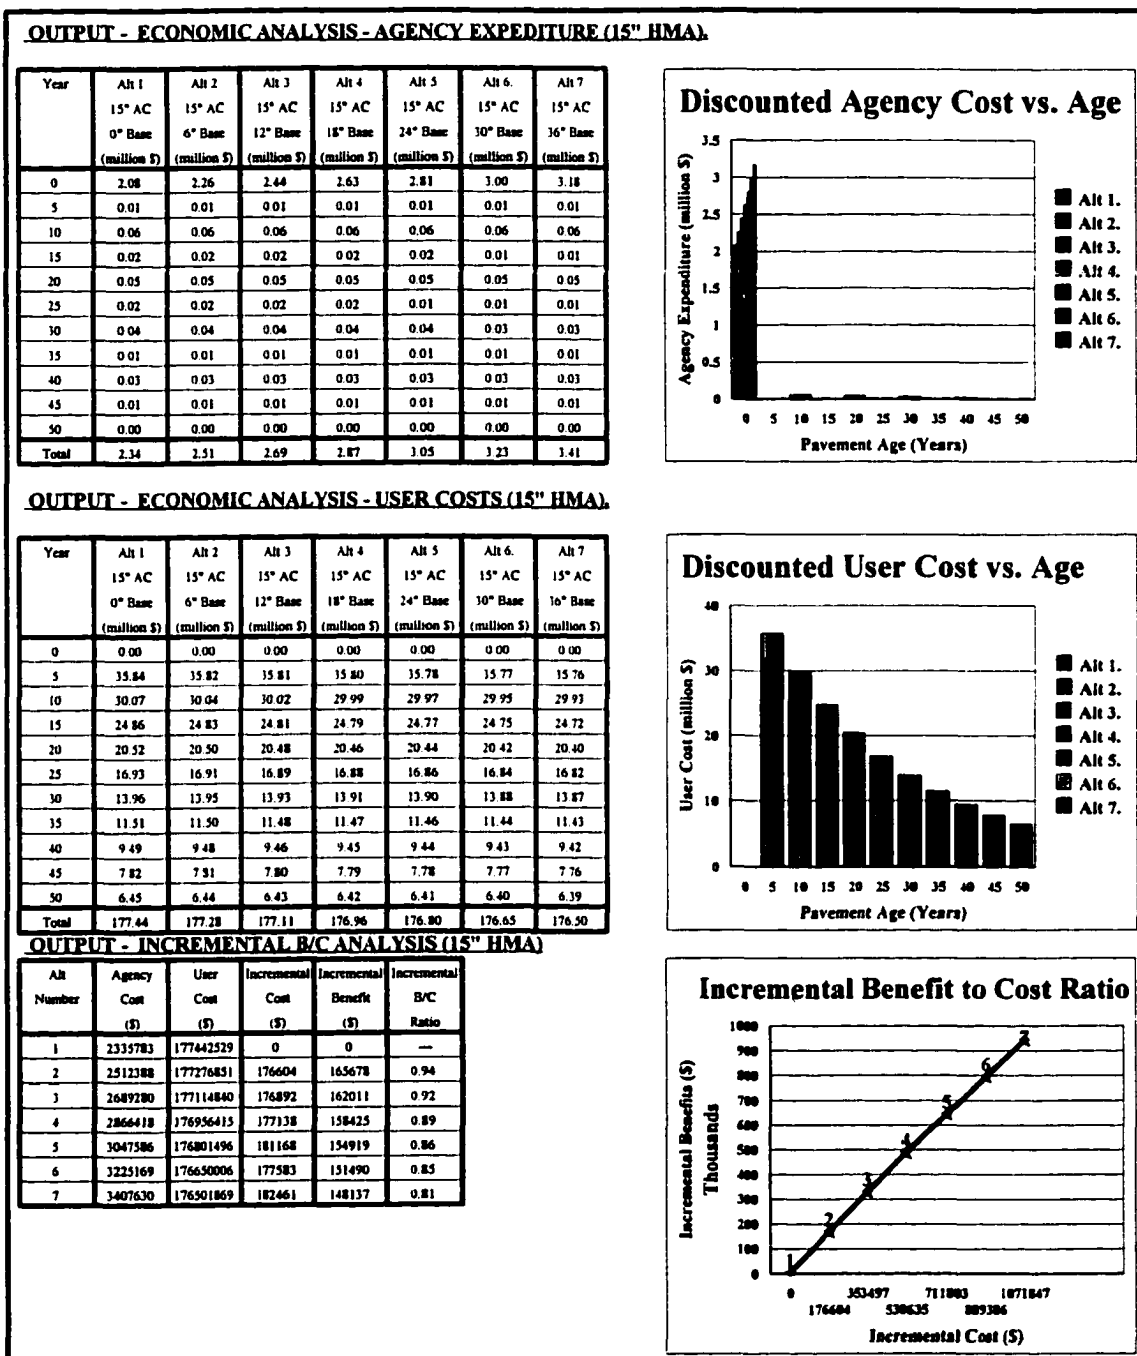 OUTPUT - ECONOMIC ANALYSIS - AGENCY EXPEDITURE (15" HMA).
Year Alt 1 Alt 2 Alt 3 Alt 4 Alt 5 Alt 6. Alt 7
15" AC 15" AC 15" AC 15" AC 15" AC 15" AC 15" AC
0" Base 6" Base 12" Base 18" Base 24" Base 30" Base 36" Base
(million $) (million $) (million $) (million $) (million $) (million $) (million $)
0 2.08 2.26 2.44 2.63 2.81 3.00 3.18
5 0.01 0.01 0.01 0.01 0.01 0.01 0.01
10 0.06 0.06 0.06 0.06 0.06 0.06 0.06
15 0.02 0.02 0.02 0.02 0.02 0.01 0.01
20 0.05 0.05 0.05 0.05 0.05 0.05 0.05
25 0.02 0.02 0.02 0.02 0.01 0.01 0.01
30 0.04 0.04 0.04 0.04 0.04 0.03 0.03
35 0.01 0.01 0.01 0.01 0.01 0.01 0.01
40 0.03 0.03 0.03 0.03 0.03 0.03 0.03
45 0.01 0.01 0.01 0.01 0.01 0.01 0.01
50 0.00 0.00 0.00 0.00 0.00 0.00 0.00
Total 2.34 2.51 2.69 2.87 3.05 3.23 3.41
Discounted Agency Cost vs. Age
Agency Expenditure (million $)
3.5
3
2.5
2
1.5
1
0.5
0
0 5 10 15 20 25 30 35 40 45 50
Pavement Age (Years)
Alt 1.
Alt 2.
Alt 3.
Alt 4.
Alt 5.
Alt 6.
Alt 7.
OUTPUT - ECONOMIC ANALYSIS - USER COSTS (15" HMA).
Year Alt 1 Alt 2 Alt 3 Alt 4 Alt 5 Alt 6. Alt 7
15" AC 15" AC 15" AC 15" AC 15" AC 15" AC 15" AC
0" Base 6" Base 12" Base 18" Base 24" Base 30" Base 36" Base
(million $) (million $) (million $) (million $) (million $) (million $) (million $)
0 0.00 0.00 0.00 0.00 0.00 0.00 0.00
5 35.84 35.82 35.81 35.80 35.78 35.77 35.76
10 30.07 30.04 30.02 29.99 29.97 29.95 29.93
15 24.86 24.83 24.81 24.79 24.77 24.75 24.72
20 20.52 20.50 20.48 20.46 20.44 20.42 20.40
25 16.93 16.91 16.89 16.88 16.86 16.84 16.82
30 13.96 13.95 13.93 13.91 13.90 13.88 13.87
35 11.51 11.50 11.48 11.47 11.46 11.44 11.43
40 9.49 9.48 9.46 9.45 9.44 9.43 9.42
45 7.82 7.81 7.80 7.79 7.78 7.77 7.76
50 6.45 6.44 6.43 6.42 6.41 6.40 6.39
Total 177.44 177.28 177.11 176.96 176.80 176.65 176.50
Discounted User Cost vs. Age
User Cost (million $)
40
30
20
10
0
0 5 10 15 20 25 30 35 40 45 50
Pavement Age (Years)
Alt 1.
Alt 2.
Alt 3.
Alt 4.
Alt 5.
Alt 6.
Alt 7.
OUTPUT - INCREMENTAL B/C ANALYSIS (15" HMA)
Alt Agency User Incremental Incremental Incremental
Number Cost Cost Cost Benefit B/C
($) ($) ($) ($) Ratio
1 2335783 177442529 0 0 —
2 2512388 177276851 176604 165678 0.94
3 2689280 177114840 176892 162011 0.92
4 2866418 176956415 177138 158425 0.89
5 3047586 176801496 181168 154919 0.86
6 3225169 176650006 177583 151490 0.85
7 3407630 176501869 182461 148137 0.81
Incremental Benefit to Cost Ratio
Incremental Benefits ($)
Thousands
1000
900
800
700
600
500
400
300
200
100
0
1 2 3 4 5 6 7
0 353497 711803 1071847
176604 530635 889386
Incremental Cost ($)